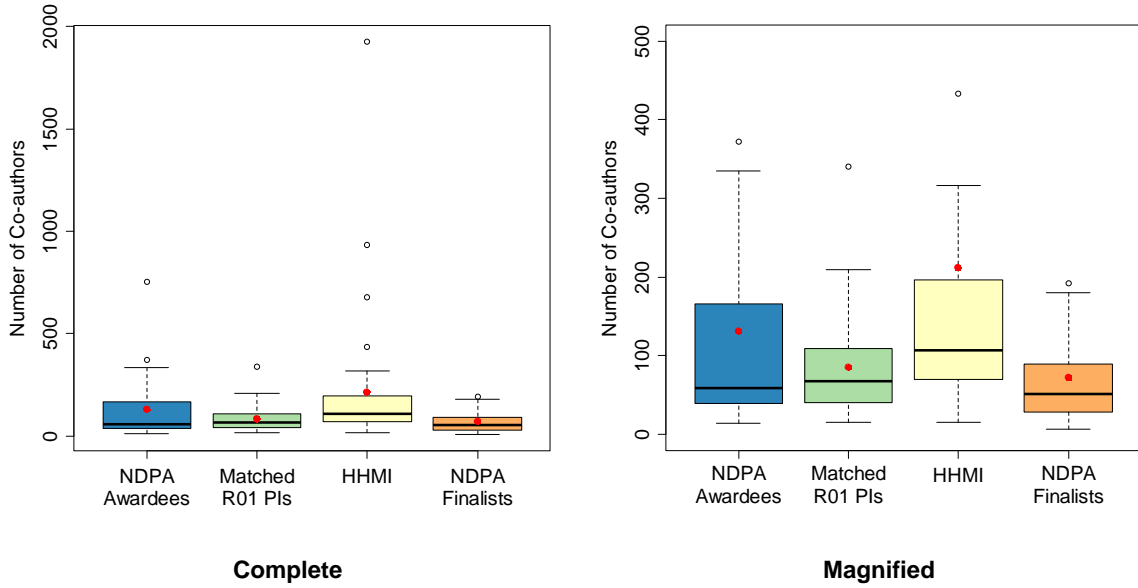 Number of Co-authors
2000
1500
1000
500
0
NDPA
Awardees
Matched
R01 PIs
HHMI
NDPA
Finalists
Complete
Number of Co-authors
500
400
300
200
100
0
NDPA
Awardees
Matched
R01 PIs
HHMI
NDPA
Finalists
Magnified